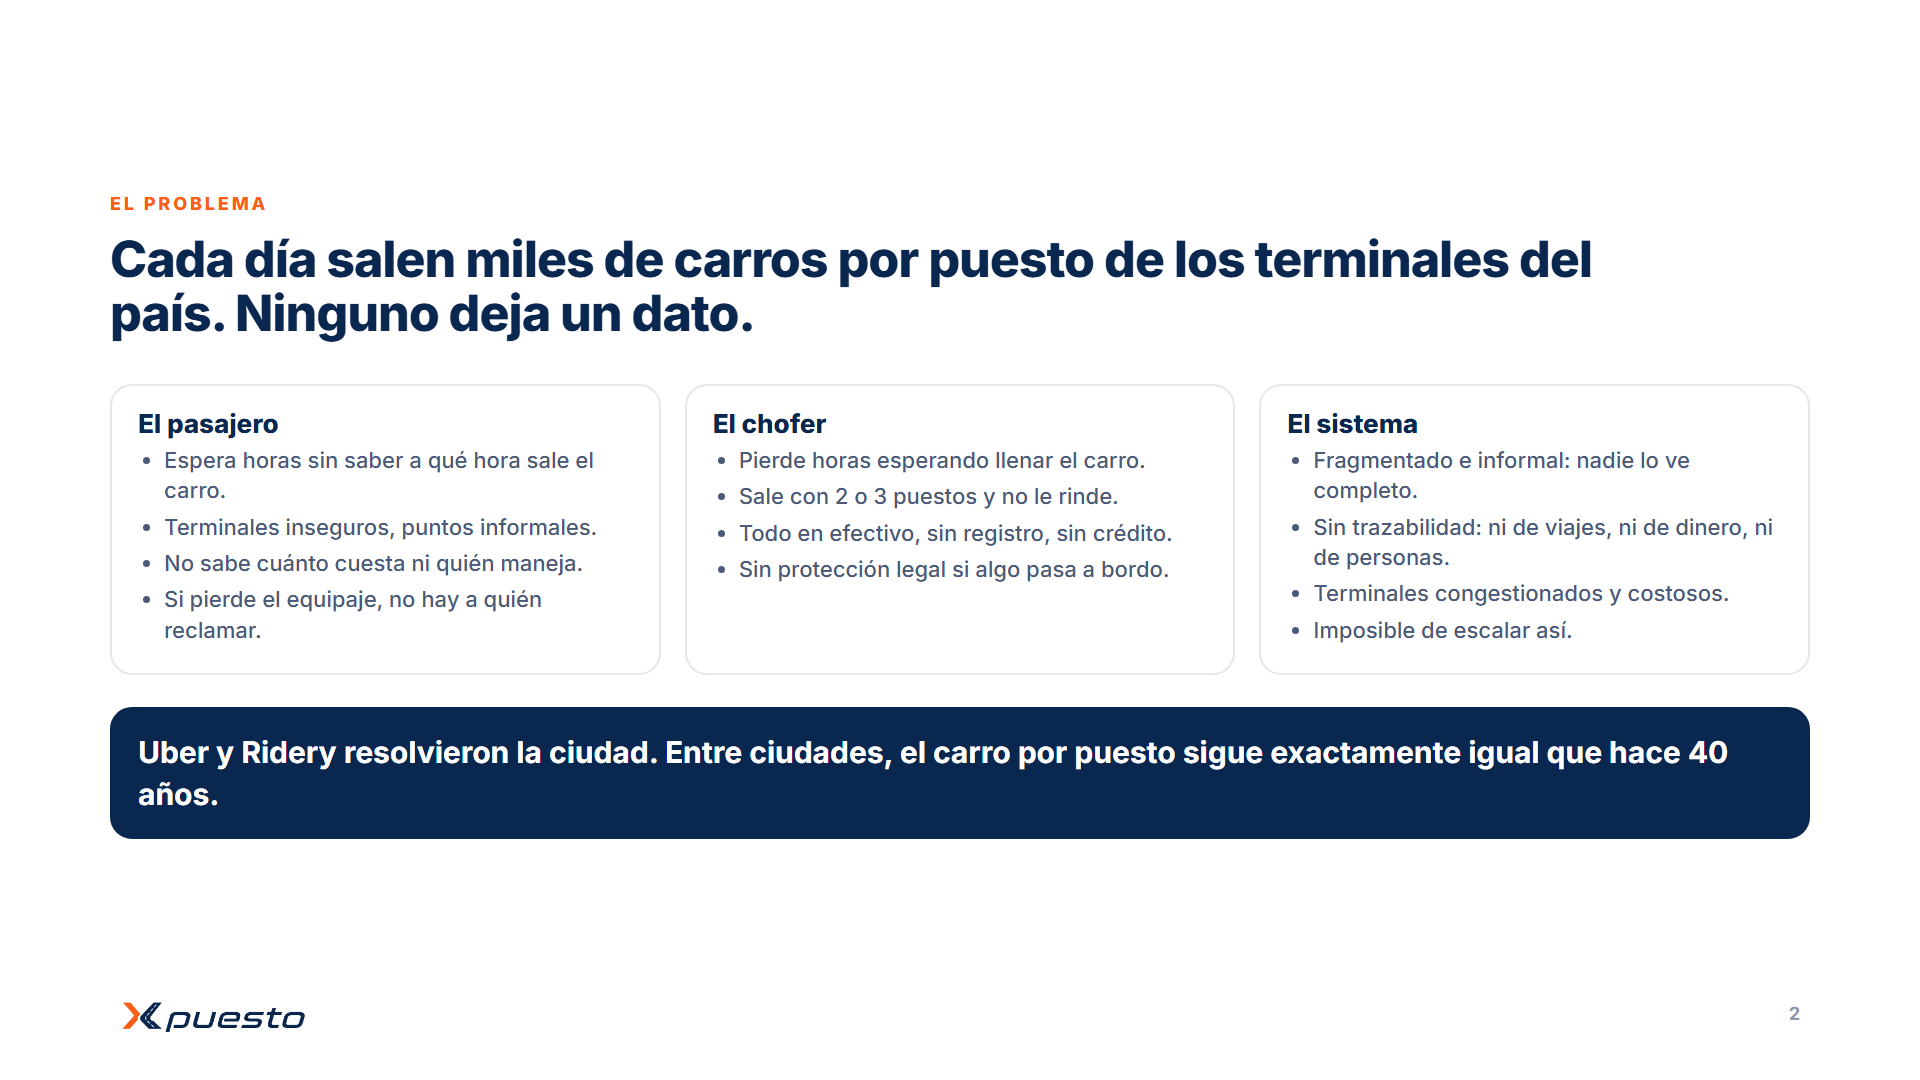 EL PROBLEMA
Cada día salen miles de carros por puesto de los terminales del
país. Ninguno deja un dato.
El pasajero
• Espera horas sin saber a qué hora sale el
carro.
• Terminales inseguros, puntos informales.
• No sabe cuánto cuesta ni quién maneja.
• Si pierde el equipaje, no hay a quién
reclamar.
El chofer
• Pierde horas esperando llenar el carro.
• Sale con 2 o 3 puestos y no le rinde.
• Todo en efectivo, sin registro, sin crédito.
• Sin protección legal si algo pasa a bordo.
El sistema
• Fragmentado e informal: nadie lo ve
completo.
• Sin trazabilidad: ni de viajes, ni de dinero, ni
de personas.
• Terminales congestionados y costosos.
• Imposible de escalar así.
Uber y Ridery resolvieron la ciudad. Entre ciudades, el carro por puesto sigue exactamente igual que hace 40
años.
Xpuesto
2